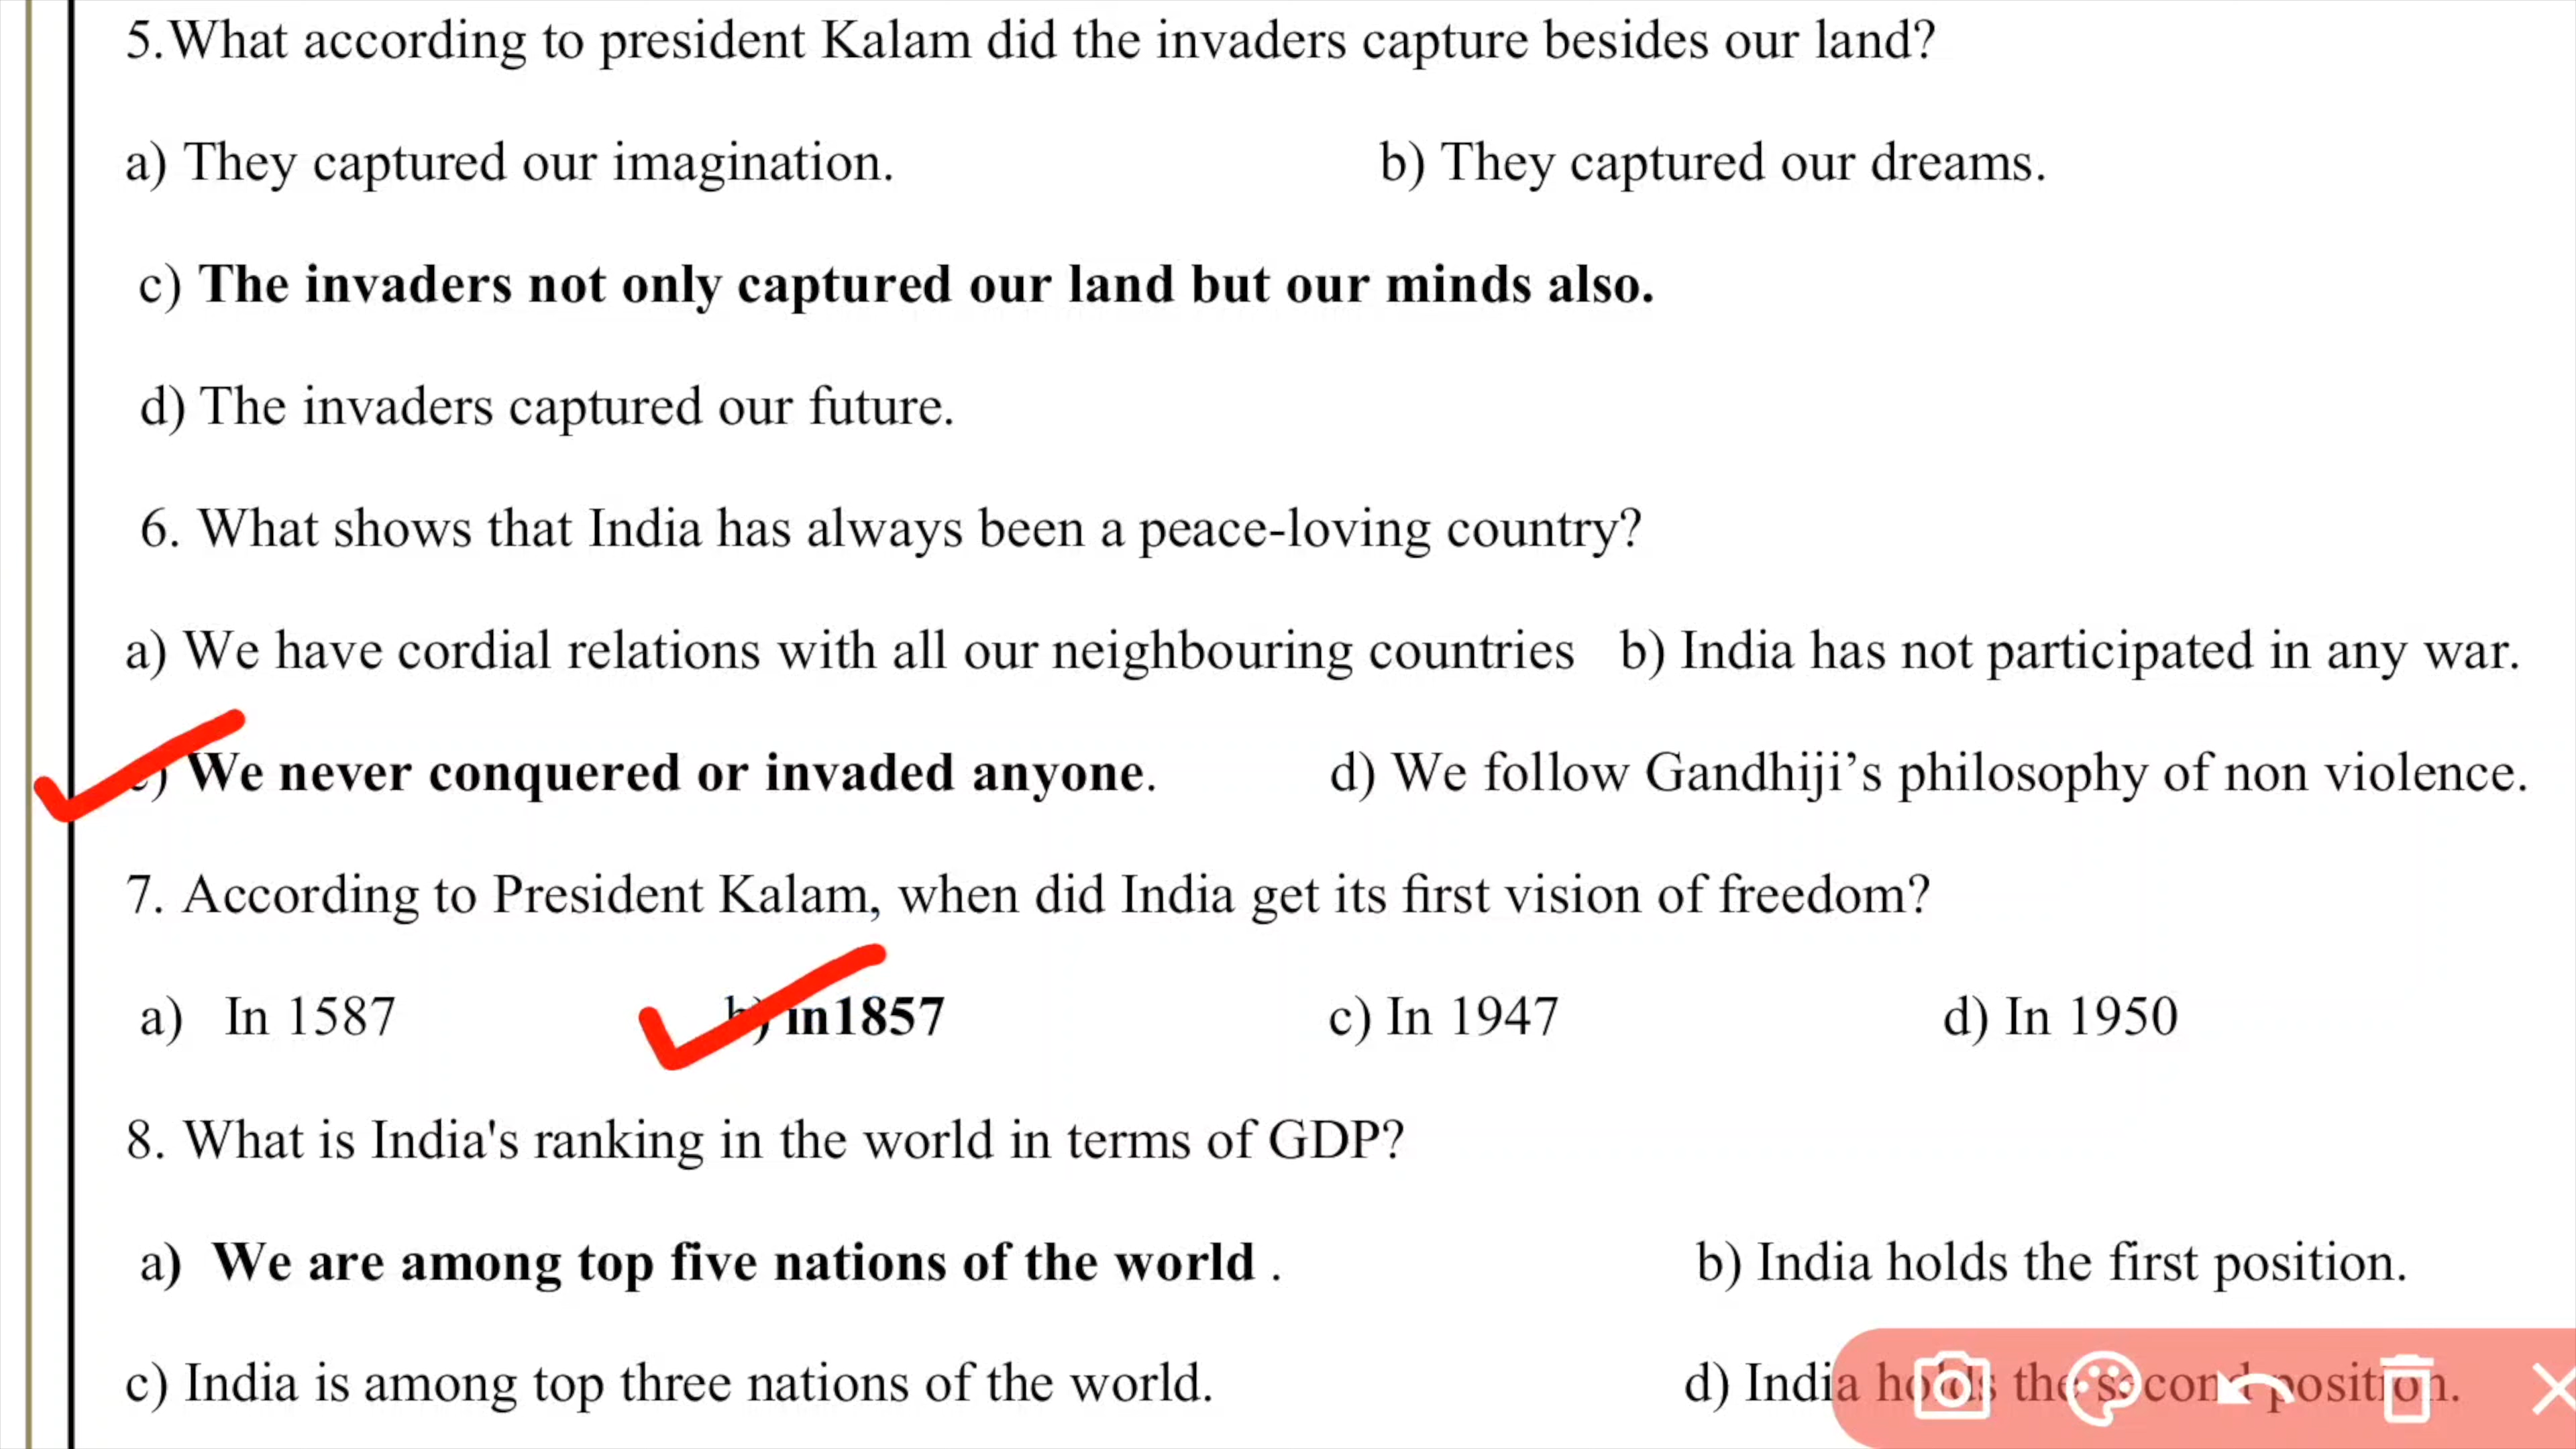 5.What according to president Kalam did the invaders capture besides our land?
a) They captured our imagination. b) They captured our dreams.
c) The invaders not only captured our land but our minds also.
d) The invaders captured our future.
6. What shows that India has always been a peace-loving country?
a) We have cordial relations with all our neighbouring countries b) India has not participated in any war.
c) We never conquered or invaded anyone. d) We follow Gandhiji’s philosophy of non violence.
7. According to President Kalam, when did India get its first vision of freedom?
a) In 1587 b) in1857 c) In 1947 d) In 1950
8. What is India's ranking in the world in terms of GDP?
a) We are among top five nations of the world . b) India holds the first position.
c) India is among top three nations of the world. d) India holds the second position.